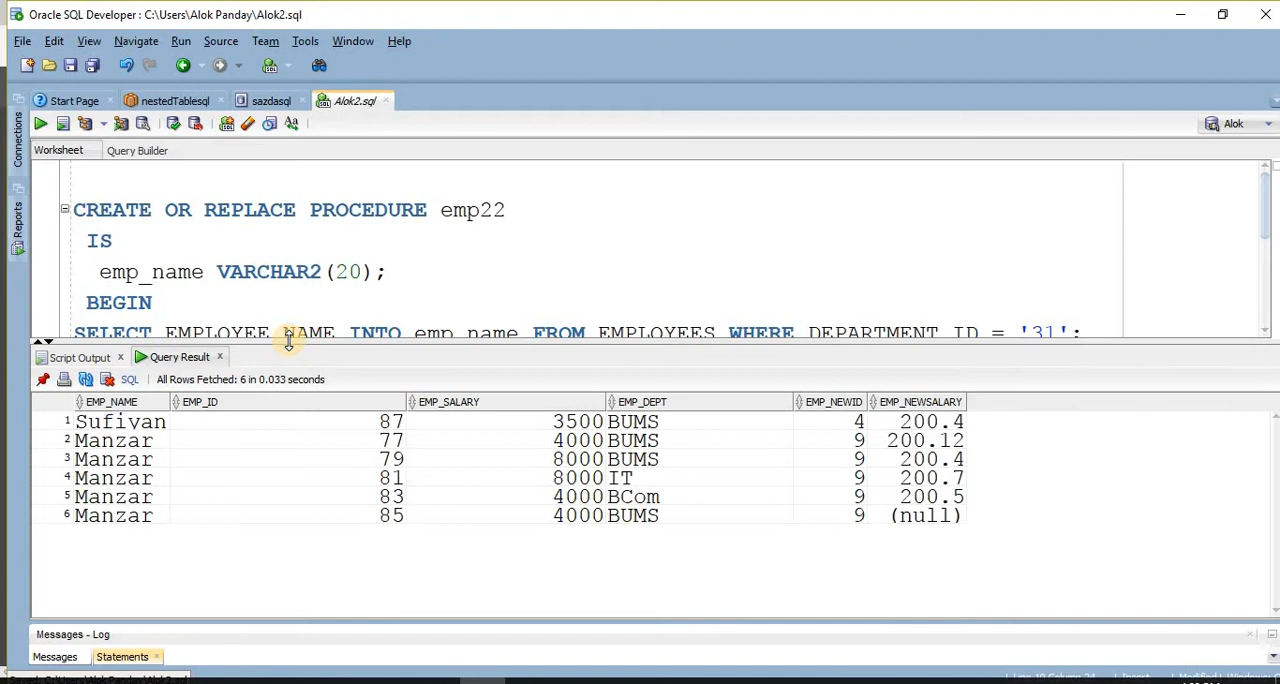 Oracle SQL Developer : C:\Users\Alok Panday\Alok2.sql
File Edit View Navigate Run Source Team Tools Window Help
Start Page nestedTablesql sazdasql Alok2.sql
Alok
Worksheet Query Builder
Connections
Reports
CREATE OR REPLACE PROCEDURE emp22
IS
emp_name VARCHAR2(20);
BEGIN
SELECT EMPLOYEE_NAME INTO emp_name FROM EMPLOYEES WHERE DEPARTMENT_ID = '31';
Script Output Query Result
SQL | All Rows Fetched: 6 in 0.033 seconds
EMP_NAME EMP_ID EMP_SALARY EMP_DEPT EMP_NEWID EMP_NEWSALARY
1 Sufivan 87 3500 BUMS 4 200.4
2 Manzar 77 4000 BUMS 9 200.12
3 Manzar 79 8000 BUMS 9 200.4
4 Manzar 81 8000 IT 9 200.7
5 Manzar 83 4000 BCom 9 200.5
6 Manzar 85 4000 BUMS 9 (null)
Messages - Log
Messages Statements